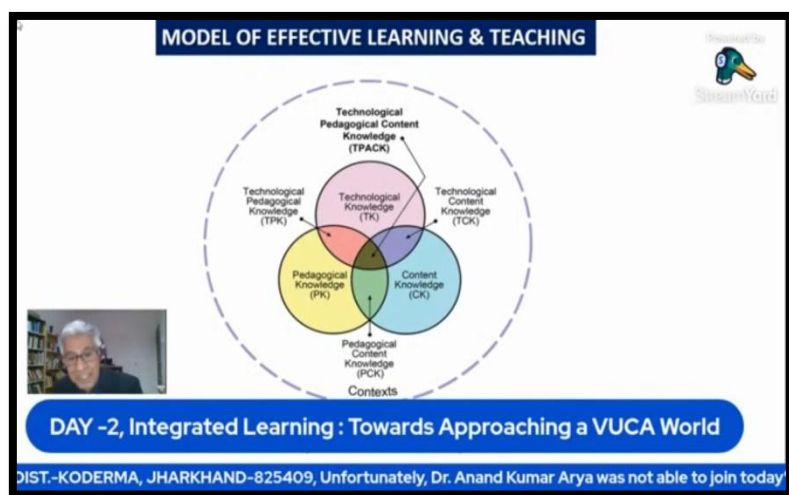 MODEL OF EFFECTIVE LEARNING & TEACHING
Powered By
StreamYard
Technological
Pedagogical Content
Knowledge
(TPACK)
Technological
Pedagogical
Knowledge
(TPK)
Technological
Knowledge
(TK)
Technological
Content
Knowledge
(TCK)
Pedagogical
Knowledge
(PK)
Content
Knowledge
(CK)
Pedagogical
Content
Knowledge
(PCK)
Contexts
DAY -2, Integrated Learning : Towards Approaching a VUCA World
DIST.-KODERMA, JHARKHAND-825409, Unfortunately, Dr. Anand Kumar Arya was not able to join today'